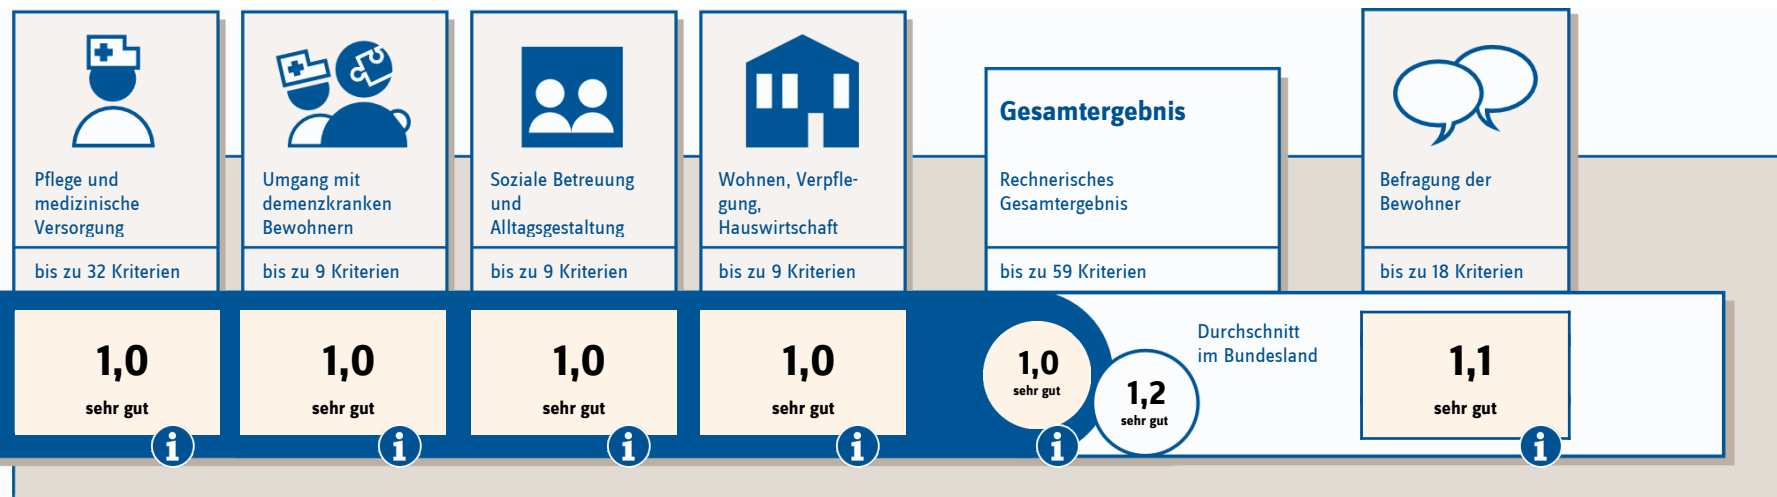 Pflege und
medizinische
Versorgung
bis zu 32 Kriterien
1,0
sehr gut
i
Umgang mit
demenzkranken
Bewohnern
bis zu 9 Kriterien
1,0
sehr gut
i
Soziale Betreuung
und
Alltagsgestaltung
bis zu 9 Kriterien
1,0
sehr gut
i
Wohnen, Verpfle-
gung,
Hauswirtschaft
bis zu 9 Kriterien
1,0
sehr gut
i
Gesamtergebnis
Rechnerisches
Gesamtergebnis
bis zu 59 Kriterien
1,0
sehr gut
i
1,2
sehr gut
Durchschnitt
im Bundesland
Befragung der
Bewohner
bis zu 18 Kriterien
1,1
sehr gut
i